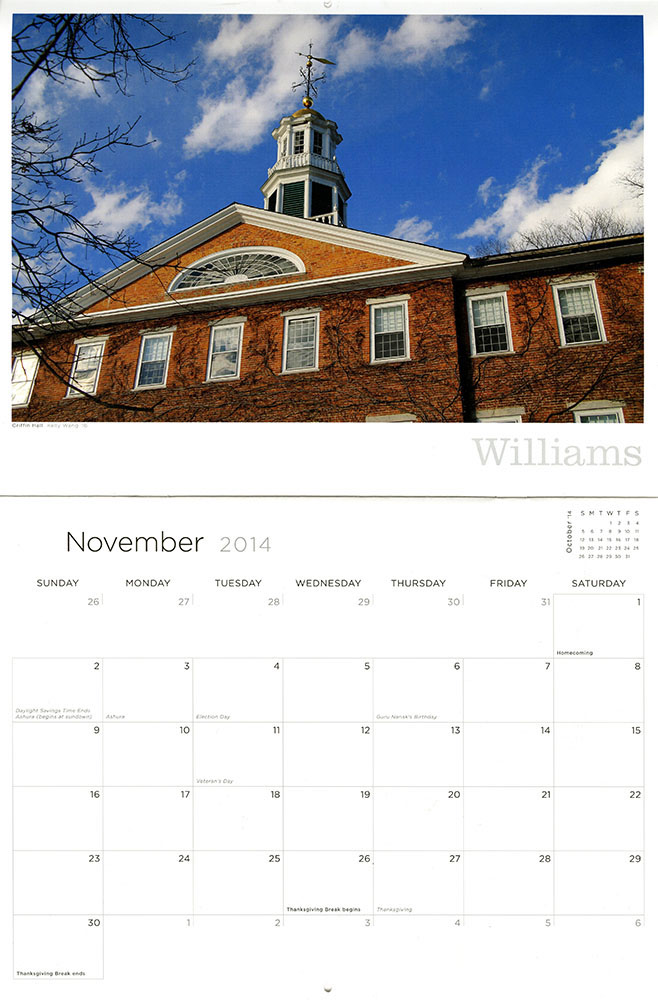 Griffin Hall, Kelly Wang '16
Williams
November 2014
October '14
S M T W T F S
1 2 3 4
5 6 7 8 9 10 11
12 13 14 15 16 17 18
19 20 21 22 23 24 25
26 27 28 29 30 31
SUNDAY MONDAY TUESDAY WEDNESDAY THURSDAY FRIDAY SATURDAY
26 27 28 29 30 31 1
Homecoming
2 3 4 5 6 7 8
Daylight Savings Time Ends
Ashura (begins at sundown) Ashura Election Day Guru Nanak's Birthday
9 10 11 12 13 14 15
Veteran's Day
16 17 18 19 20 21 22
23 24 25 26 27 28 29
Thanksgiving Break begins Thanksgiving
30 1 2 3 4 5 6
Thanksgiving Break ends